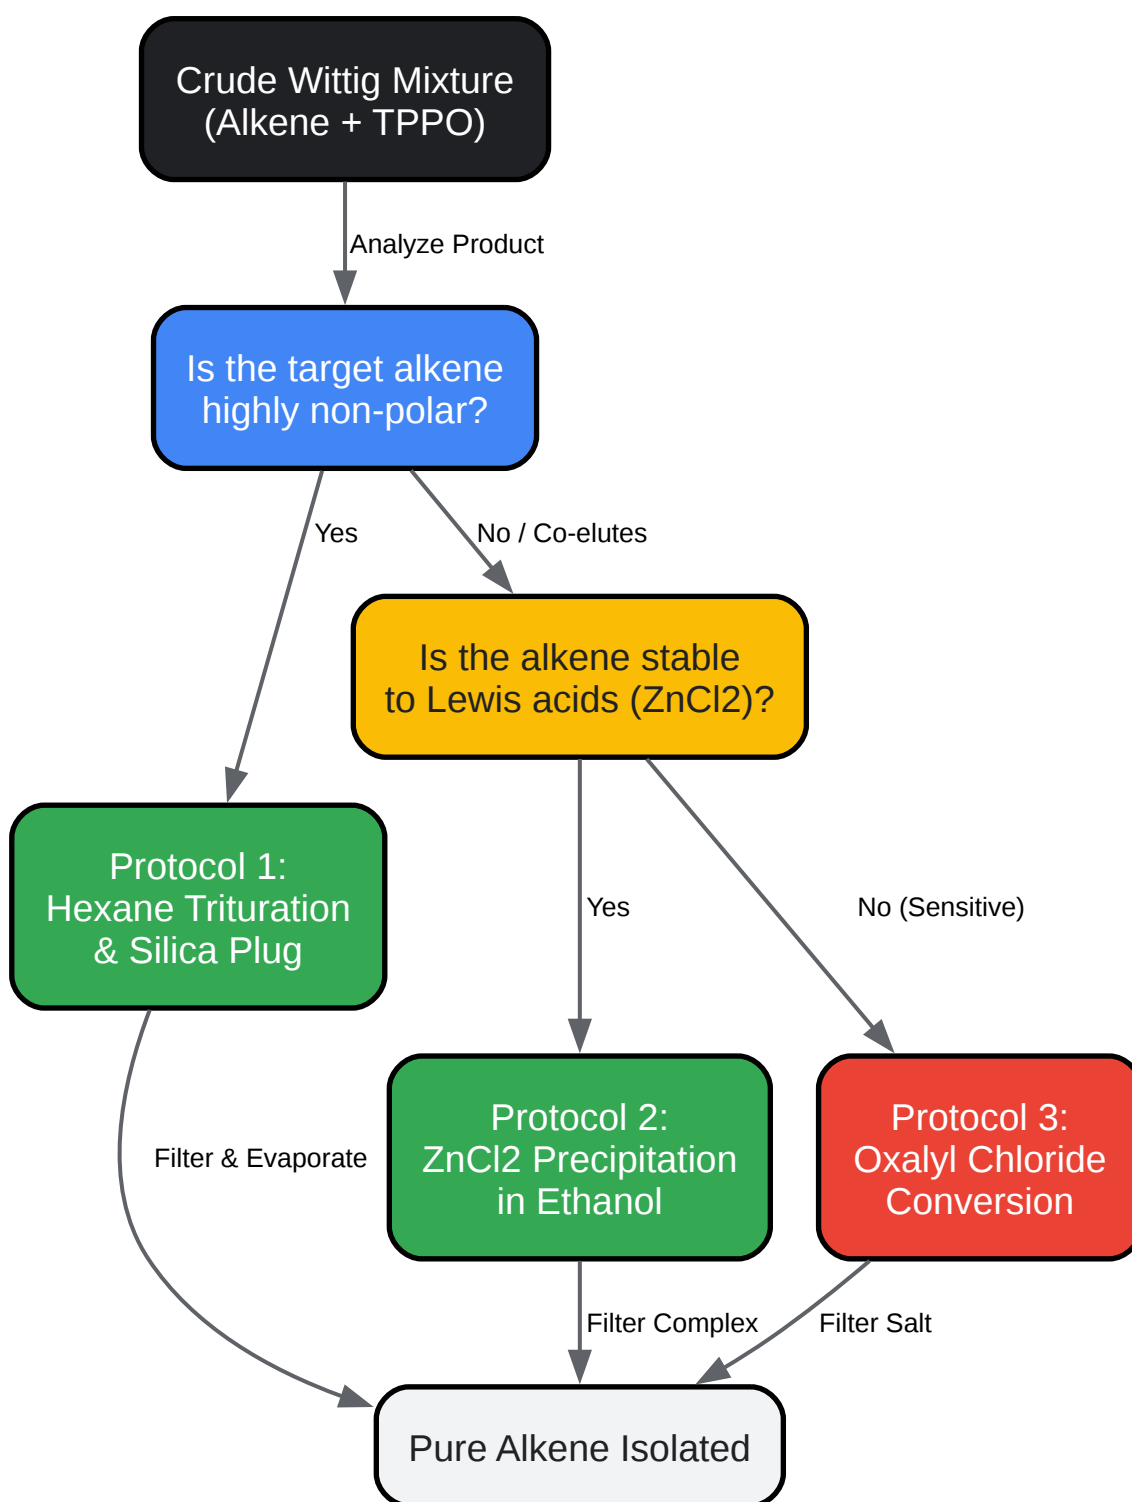 Crude Wittig Mixture
(Alkene + TPPO)
Analyze Product
Is the target alkene
highly non-polar?
Yes
No / Co-elutes
Is the alkene stable
to Lewis acids (ZnCl2)?
Protocol 1:
Hexane Trituration
& Silica Plug
Yes
No (Sensitive)
Protocol 2:
ZnCl2 Precipitation
in Ethanol
Protocol 3:
Oxalyl Chloride
Conversion
Filter & Evaporate
Filter Complex
Filter Salt
Pure Alkene Isolated